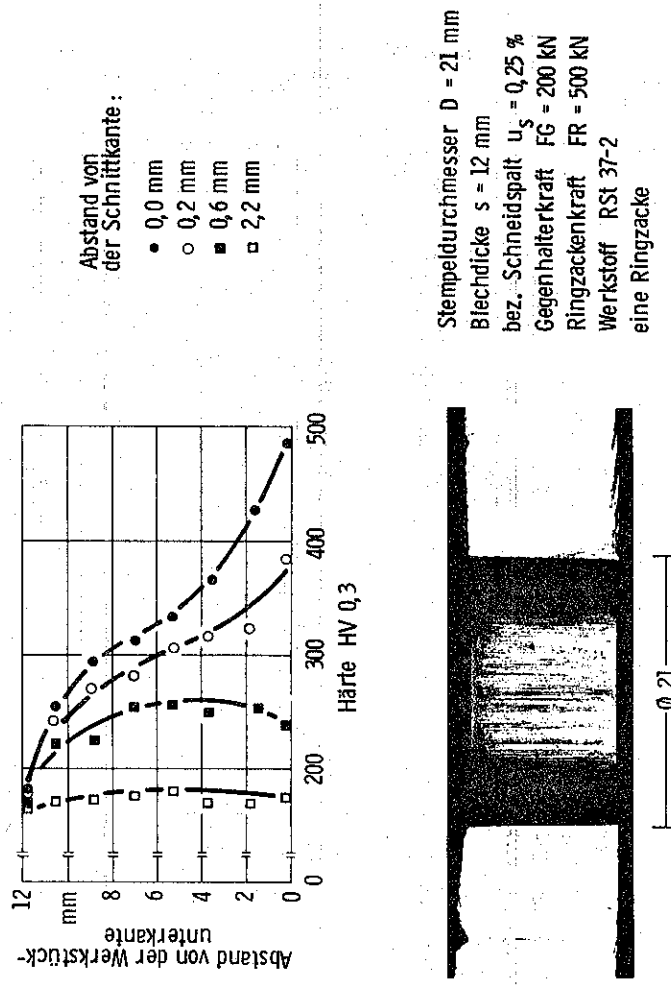 Abstand von der Werkstück-
unterkante
12
mm
10
8
6
4
2
0
0
200
300
400
500
Härte HV 0,3
Abstand von
der Schnittkante :
0,0 mm
0,2 mm
0,6 mm
2,2 mm
21
Stempeldurchmesser D = 21 mm
Blechdicke s = 12 mm
bez. Schneidspalt us = 0,25 %
Gegenhalterkraft FG = 200 kN
Ringzackenkraft FR = 500 kN
Werkstoff RSt 37-2
eine Ringzacke